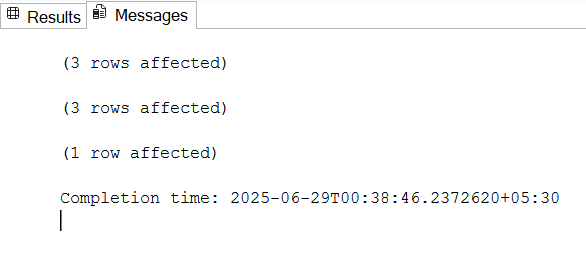 Results Messages
(3 rows affected)
(3 rows affected)
(1 row affected)
Completion time: 2025-06-29T00:38:46.2372620+05:30